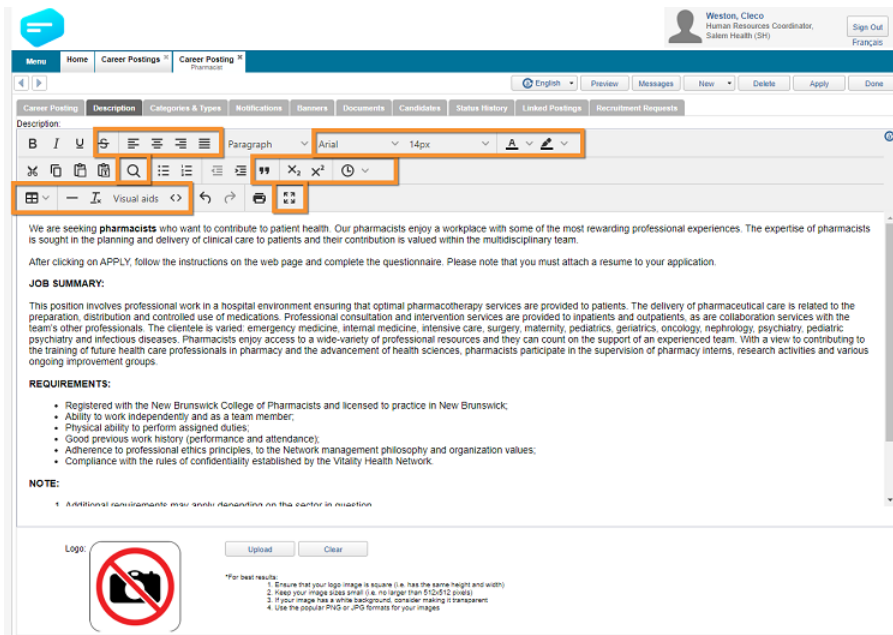 Weston, Cleco
Human Resources Coordinator,
Salem Health (SH)
Sign Out
Français
Menu Home Career Postings Career Posting
Pharmacist
English Preview Messages New Delete Apply Done
Career Posting Description Categories & Types Notifications Banners Documents Candidates Status History Linked Postings Recruitment Requests
Description:
B I U S Paragraph Arial 14px A
X₂ X²
Visual aids
We are seeking pharmacists who want to contribute to patient health. Our pharmacists enjoy a workplace with some of the most rewarding professional experiences. The expertise of pharmacists
is sought in the planning and delivery of clinical care to patients and their contribution is valued within the multidisciplinary team.
After clicking on APPLY, follow the instructions on the web page and complete the questionnaire. Please note that you must attach a resume to your application.
JOB SUMMARY:
This position involves professional work in a hospital environment ensuring that optimal pharmacotherapy services are provided to patients. The delivery of pharmaceutical care is related to the
preparation, distribution and controlled use of medications. Professional consultation and intervention services are provided to inpatients and outpatients, as are collaboration services with the
team's other professionals. The clientele is varied: emergency medicine, internal medicine, intensive care, surgery, maternity, pediatrics, geriatrics, oncology, nephrology, psychiatry, pediatric
psychiatry and infectious diseases. Pharmacists enjoy access to a wide-variety of professional resources and they can count on the support of an experienced team. With a view to contributing to
the training of future health care professionals in pharmacy and the advancement of health sciences, pharmacists participate in the supervision of pharmacy interns, research activities and various
ongoing improvement groups.
REQUIREMENTS:
• Registered with the New Brunswick College of Pharmacists and licensed to practice in New Brunswick;
• Ability to work independently and as a team member;
• Physical ability to perform assigned duties;
• Good previous work history (performance and attendance);
• Adherence to professional ethics principles, to the Network management philosophy and organization values;
• Compliance with the rules of confidentiality established by the Vitality Health Network.
NOTE:
1. Additional requirements may apply depending on the sector in question
Logo:
Upload Clear
*For best results:
1. Ensure that your logo image is square (i.e. has the same height and width)
2. Keep your image sizes small (i.e. no larger than 512x512 pixels)
3. If your image has a white background, consider making it transparent
4. Use the popular PNG or JPG formats for your images